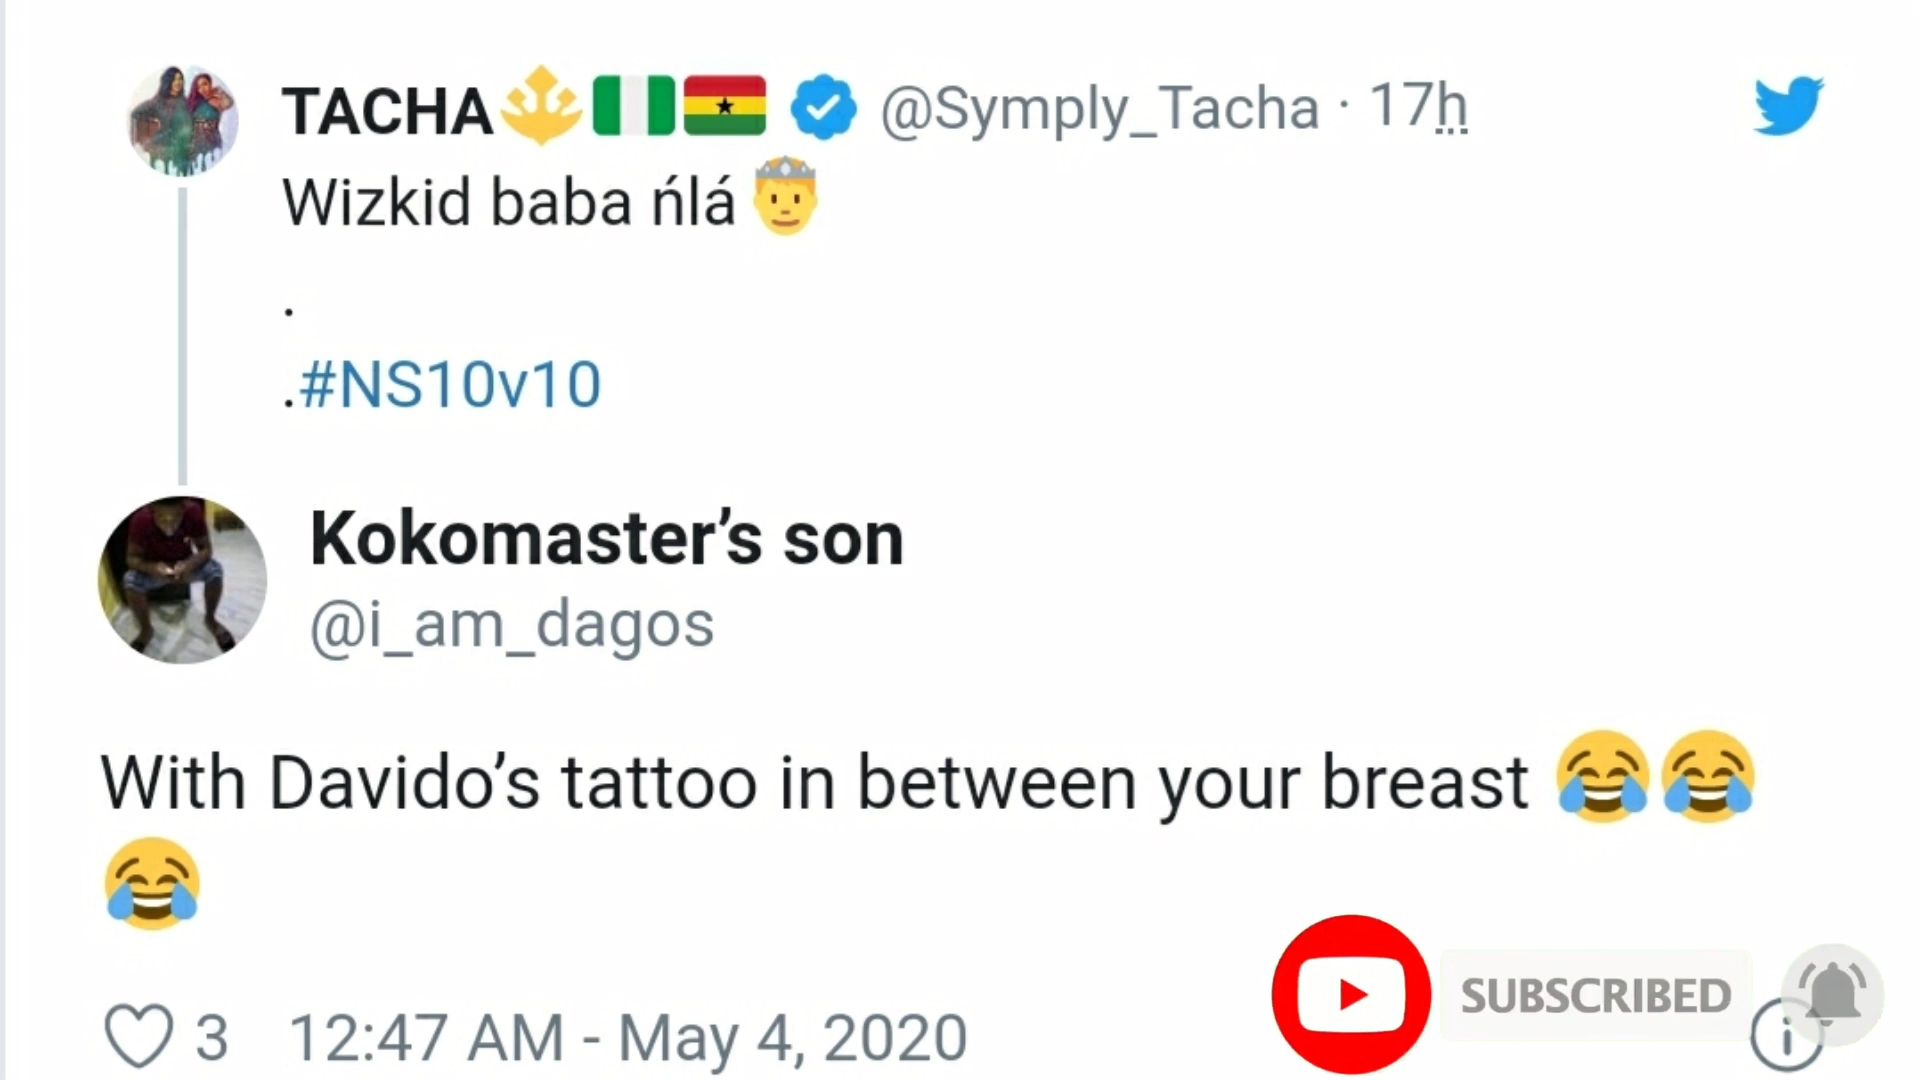 TACHA🔱🇳🇬🇬🇭 @Symply_Tacha · 17h
Wizkid baba ńlá 🤴
.
.#NS10v10
Kokomaster’s son
@i_am_dagos
With Davido’s tattoo in between your breast 😂😂
😂
3 12:47 AM - May 4, 2020
SUBSCRIBED